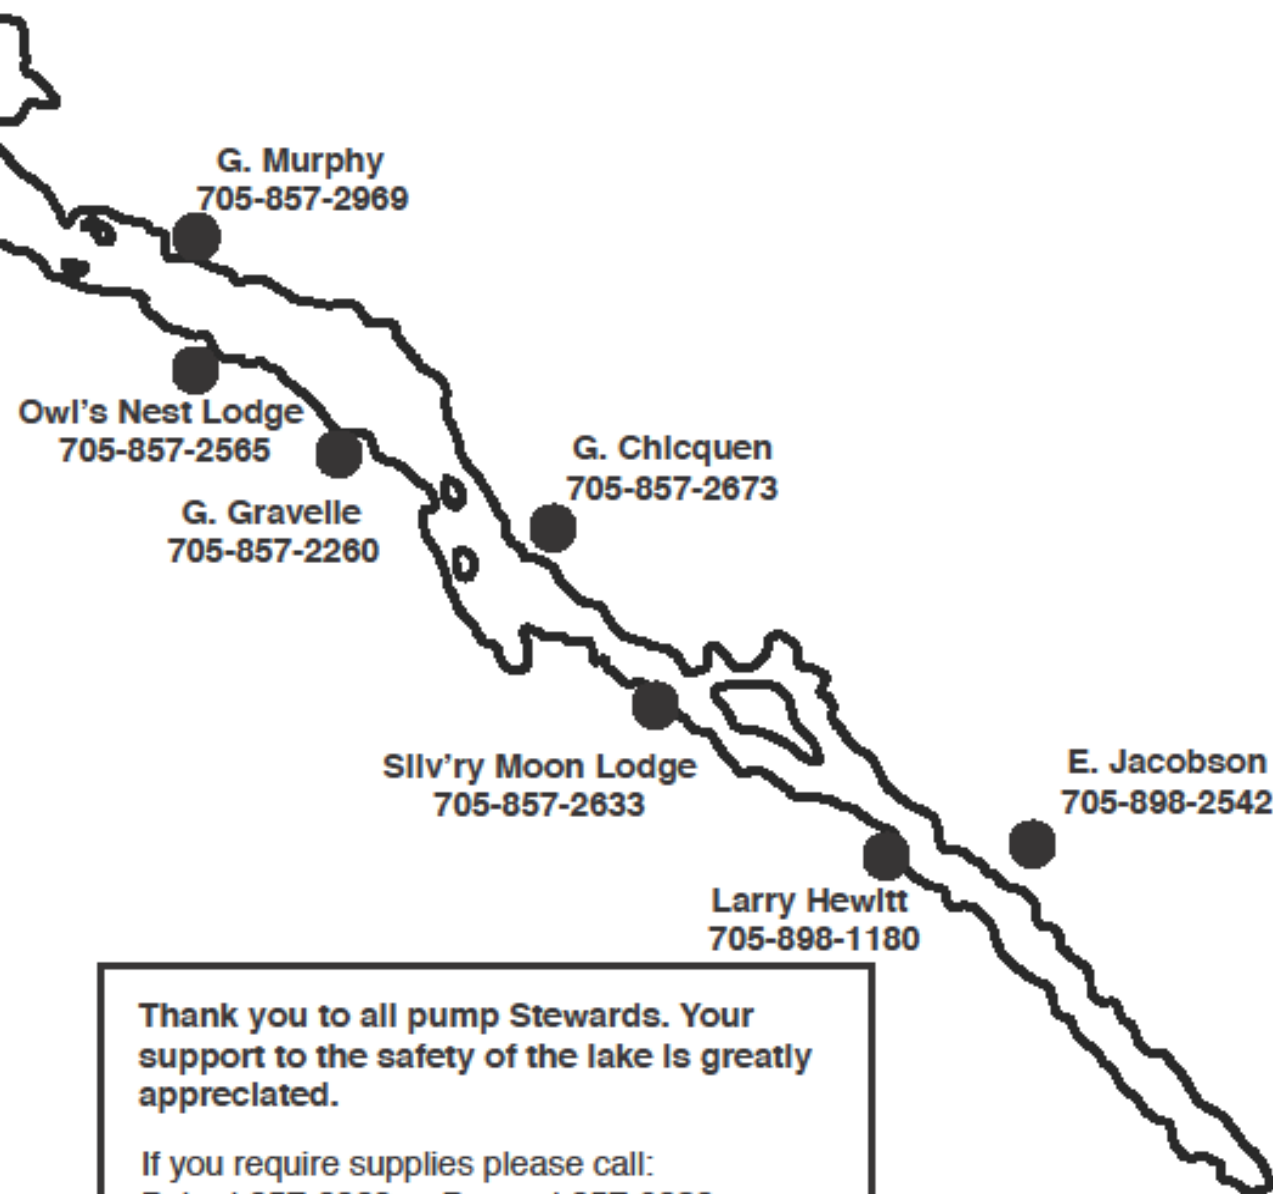 G. Murphy
705-857-2969
Owl's Nest Lodge
705-857-2565
G. Gravelle
705-857-2260
G. Chicquen
705-857-2673
Silv'ry Moon Lodge
705-857-2633
E. Jacobson
705-898-2542
Larry Hewitt
705-898-1180
Thank you to all pump Stewards. Your
support to the safety of the lake is greatly
appreciated.
If you require supplies please call: